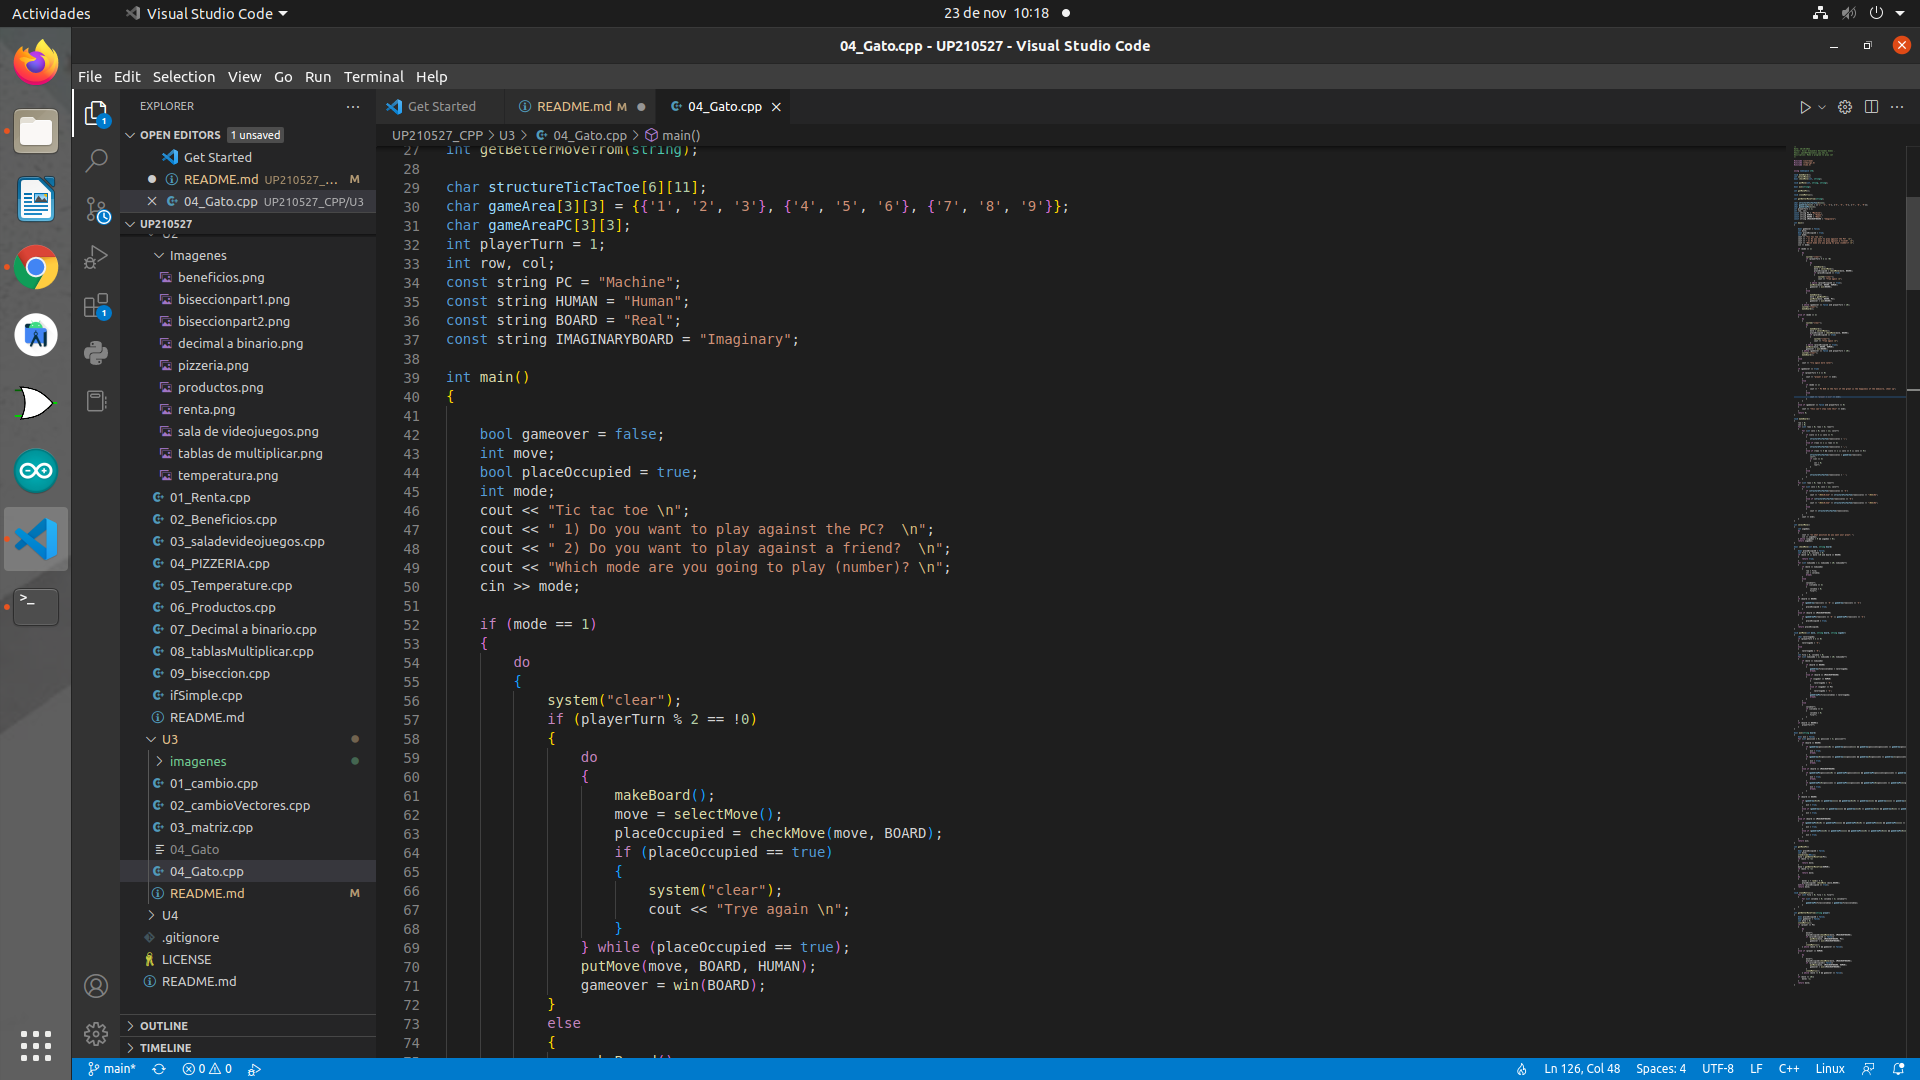 Actividades
Visual Studio Code
23 de nov 10:18
04_Gato.cpp - UP210527 - Visual Studio Code
File Edit Selection View Go Run Terminal Help
EXPLORER
OPEN EDITORS 1 unsaved
Get Started
README.md UP210527_... M
04_Gato.cpp UP210527_CPP/U3
UP210527
U2
Imagenes
beneficios.png
biseccionpart1.png
biseccionpart2.png
decimal a binario.png
pizzeria.png
productos.png
renta.png
sala de videojuegos.png
tablas de multiplicar.png
temperatura.png
01_Renta.cpp
02_Beneficios.cpp
03_saladevideojuegos.cpp
04_PIZZERIA.cpp
05_Temperature.cpp
06_Productos.cpp
07_Decimal a binario.cpp
08_tablasMultiplicar.cpp
09_biseccion.cpp
ifSimple.cpp
README.md
U3
imagenes
01_cambio.cpp
02_cambioVectores.cpp
03_matriz.cpp
04_Gato
04_Gato.cpp
README.md M
U4
.gitignore
LICENSE
README.md
OUTLINE
TIMELINE
Get Started
README.md M
04_Gato.cpp
UP210527_CPP > U3 > 04_Gato.cpp > main()
27 int getBetterMoveFrom(string);
28
29 char structureTicTacToe[6][11];
30 char gameArea[3][3] = {{'1', '2', '3'}, {'4', '5', '6'}, {'7', '8', '9'}};
31 char gameAreaPC[3][3];
32 int playerTurn = 1;
33 int row, col;
34 const string PC = "Machine";
35 const string HUMAN = "Human";
36 const string BOARD = "Real";
37 const string IMAGINARYBOARD = "Imaginary";
38
39 int main()
40 {
41
42 bool gameover = false;
43 int move;
44 bool placeOccupied = true;
45 int mode;
46 cout << "Tic tac toe \n";
47 cout << " 1) Do you want to play against the PC?  \n";
48 cout << " 2) Do you want to play against a friend?  \n";
49 cout << "Which mode are you going to play (number)? \n";
50 cin >> mode;
51
52 if (mode == 1)
53 {
54 do
55 {
56 system("clear");
57 if (playerTurn % 2 == !0)
58 {
59 do
60 {
61 makeBoard();
62 move = selectMove();
63 placeOccupied = checkMove(move, BOARD);
64 if (placeOccupied == true)
65 {
66 system("clear");
67 cout << "Trye again \n";
68 }
69 } while (placeOccupied == true);
70 putMove(move, BOARD, HUMAN);
71 gameover = win(BOARD);
72 }
73 else
74 {
main* 0 0
Ln 126, Col 48 Spaces: 4 UTF-8 LF C++ Linux